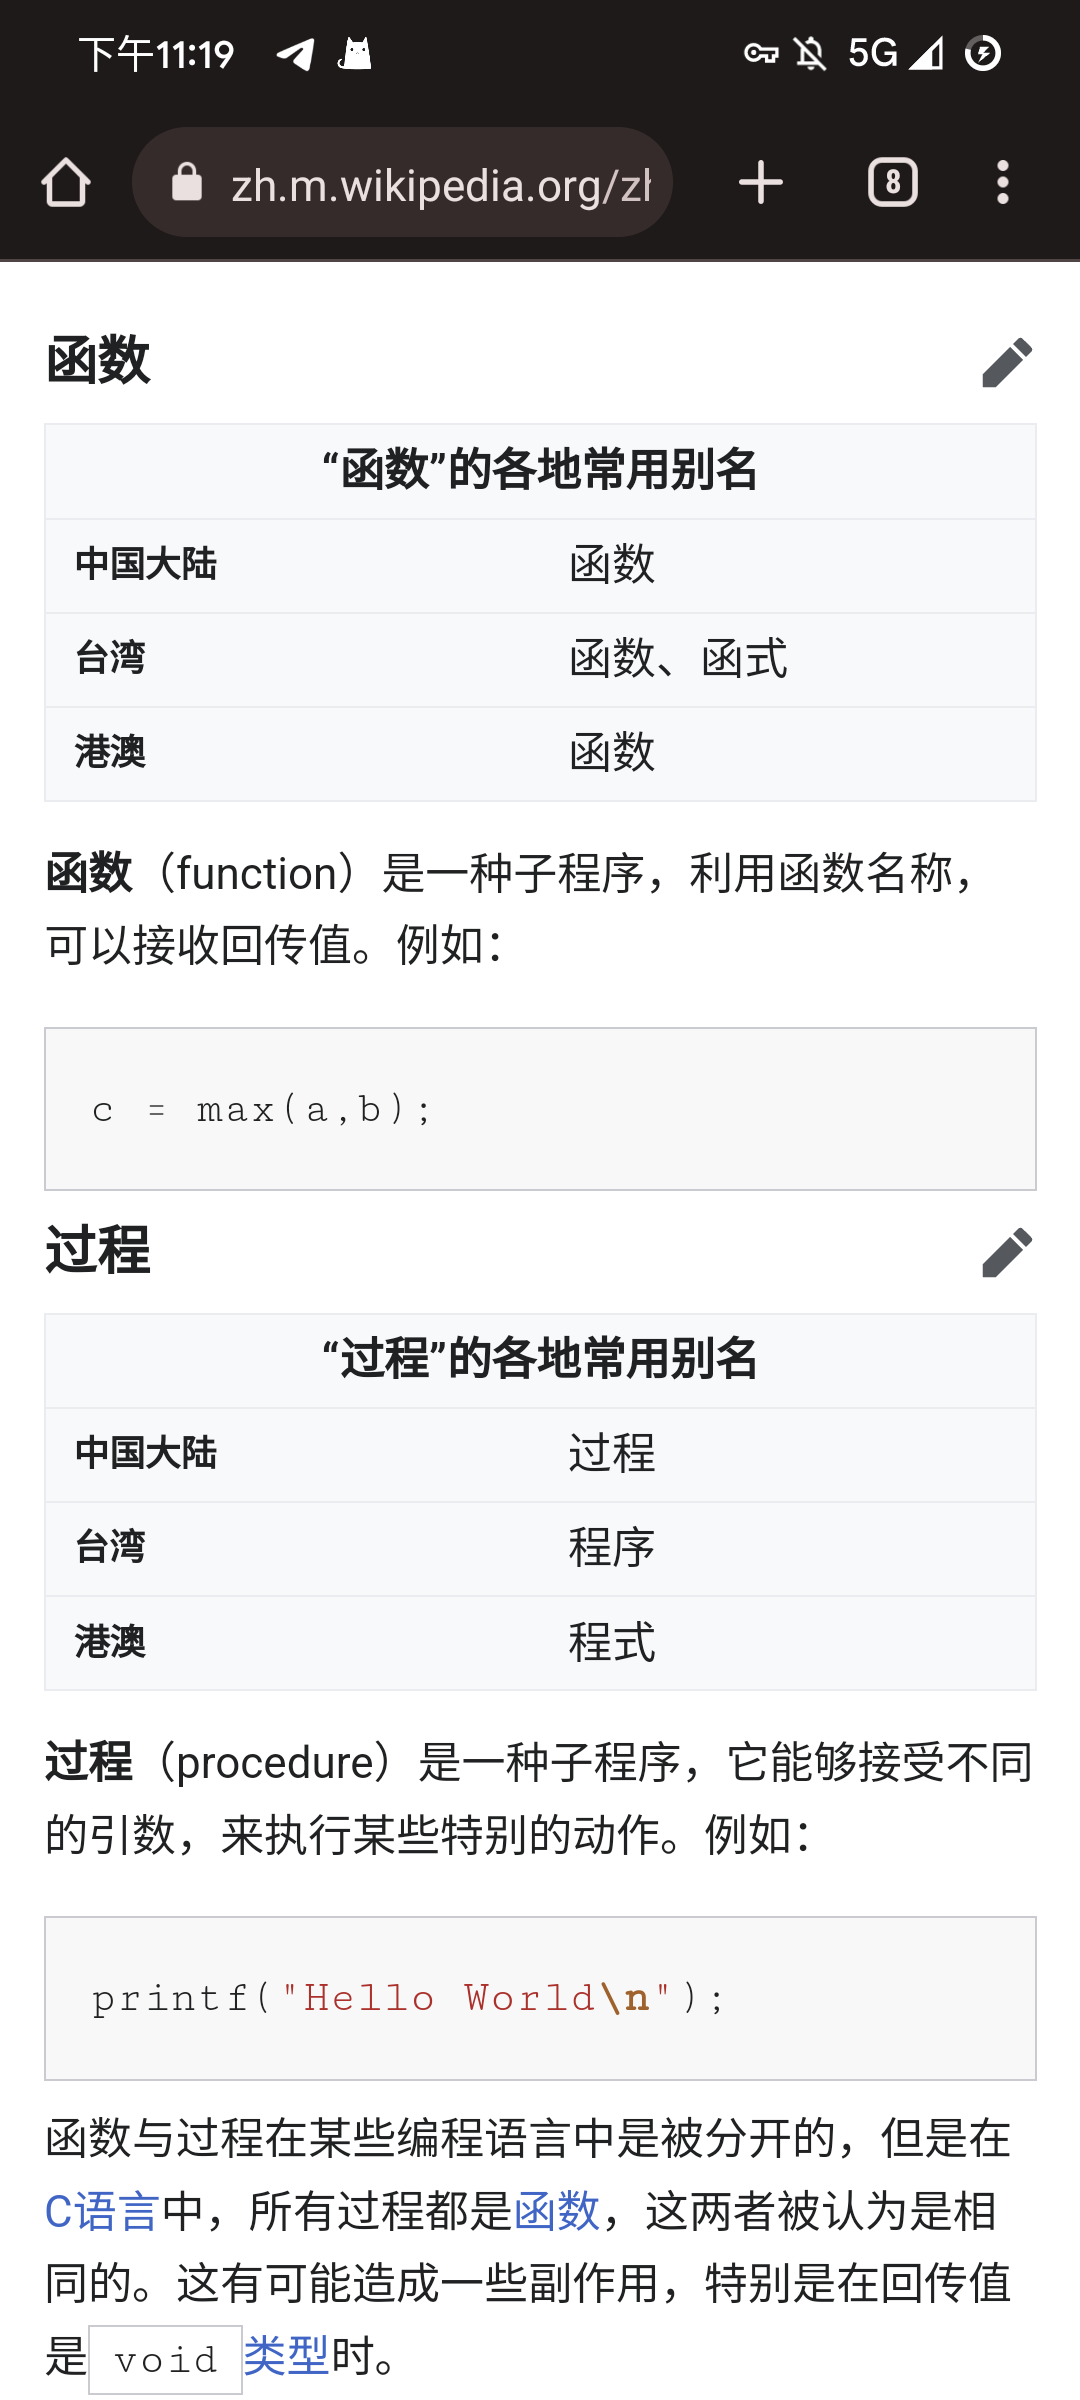 下午11:19
5G
zh.m.wikipedia.org/zh
8
函数
“函数”的各地常用别名
中国大陆 函数
台湾 函数、函式
港澳 函数
函数（function）是一种子程序，利用函数名称，
可以接收回传值。例如：
c = max(a,b);
过程
“过程”的各地常用别名
中国大陆 过程
台湾 程序
港澳 程式
过程（procedure）是一种子程序，它能够接受不同
的引数，来执行某些特别的动作。例如：
printf("Hello World\n");
函数与过程在某些编程语言中是被分开的，但是在
C语言中，所有过程都是函数，这两者被认为是相
同的。这有可能造成一些副作用，特别是在回传值
是 void 类型时。